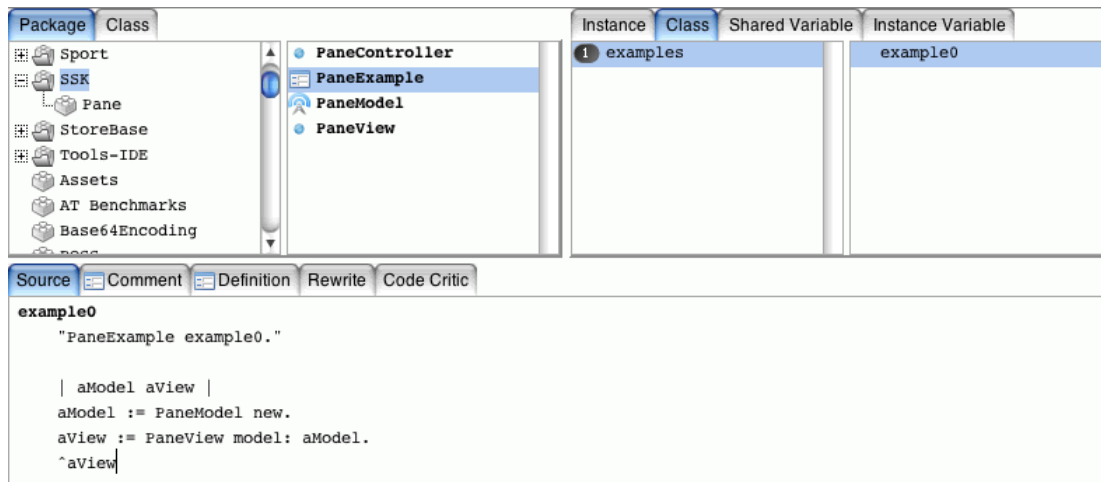 Package Class
Sport
SSK
Pane
StoreBase
Tools-IDE
Assets
AT Benchmarks
Base64Encoding
PaneController
PaneExample
PaneModel
PaneView
Instance Class Shared Variable Instance Variable
1 examples
example0
Source Comment Definition Rewrite Code Critic
example0
"PaneExample example0."
| aModel aView |
aModel := PaneModel new.
aView := PaneView model: aModel.
^aView